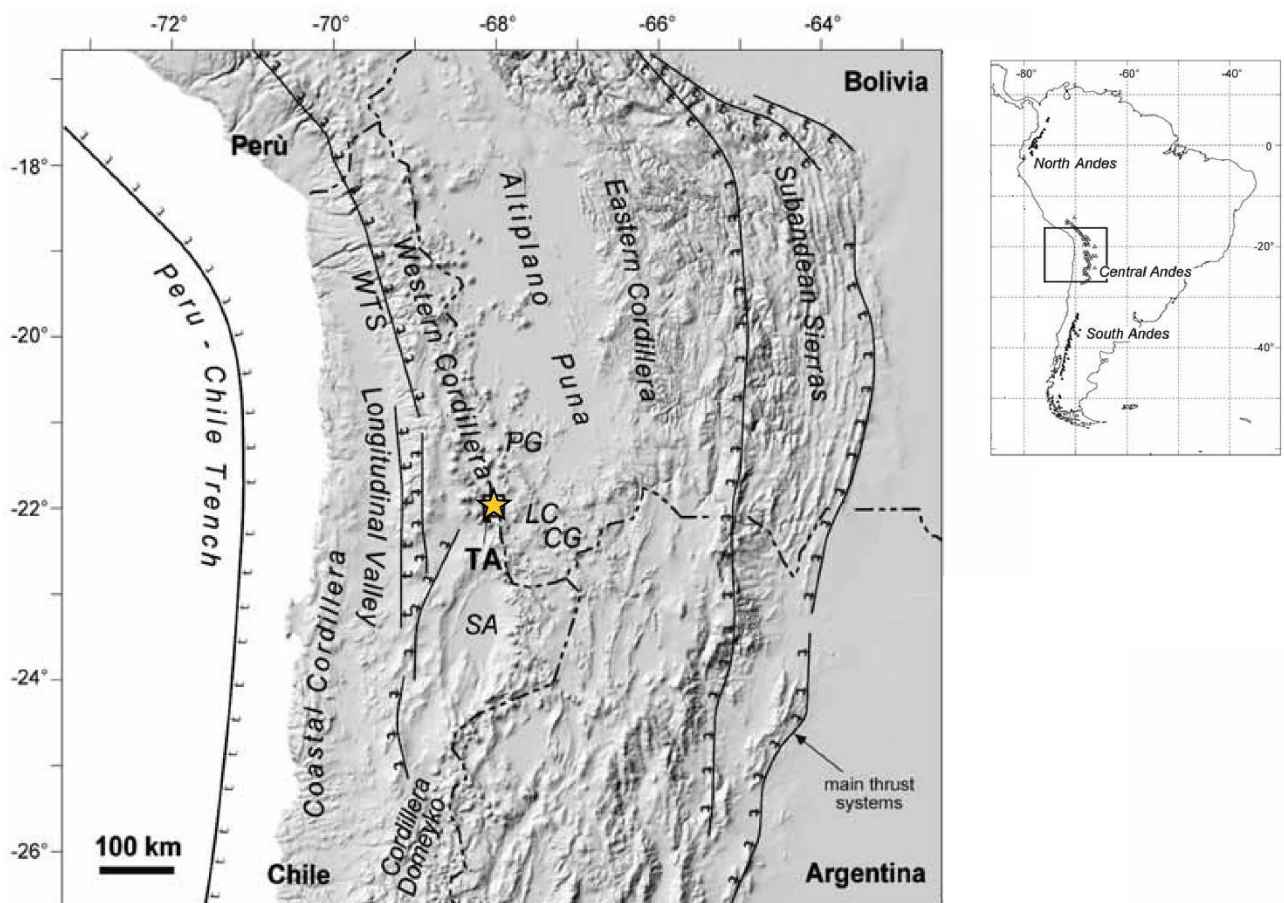 -72°
-70°
-68°
-66°
-64°
-18°
-20°
-22°
-24°
-26°
Bolivia
Perù
Altiplano
Puna
Eastern Cordillera
Subandean Sierras
Western Cordillera
WTS
Peru - Chile Trench
Longitudinal Valley
Coastal Cordillera
PG
LC
CG
TA
SA
Cordillera
Domeyko
main thrust
systems
100 km
Chile
Argentina
-80°
-60°
-40°
0°
-20°
-40°
North Andes
Central Andes
South Andes